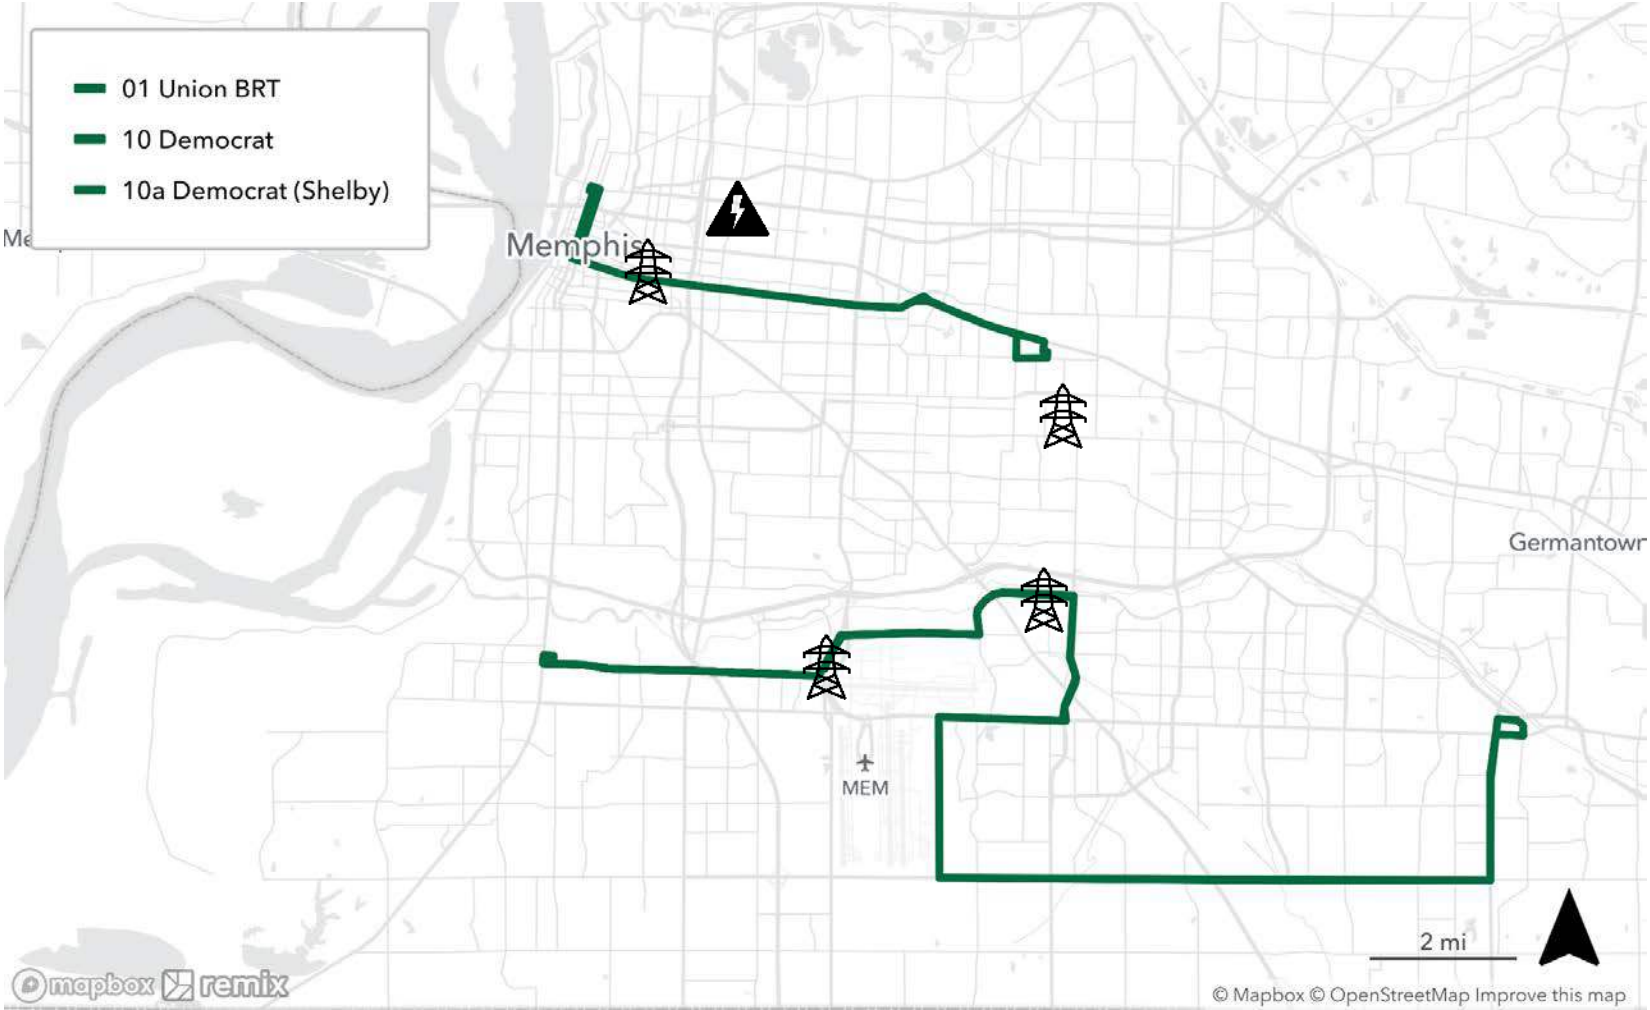 01 Union BRT
10 Democrat
10a Democrat (Shelby)
Me
Memphis
Germantown
MEM
2 mi
mapbox remix
© Mapbox © OpenStreetMap Improve this map